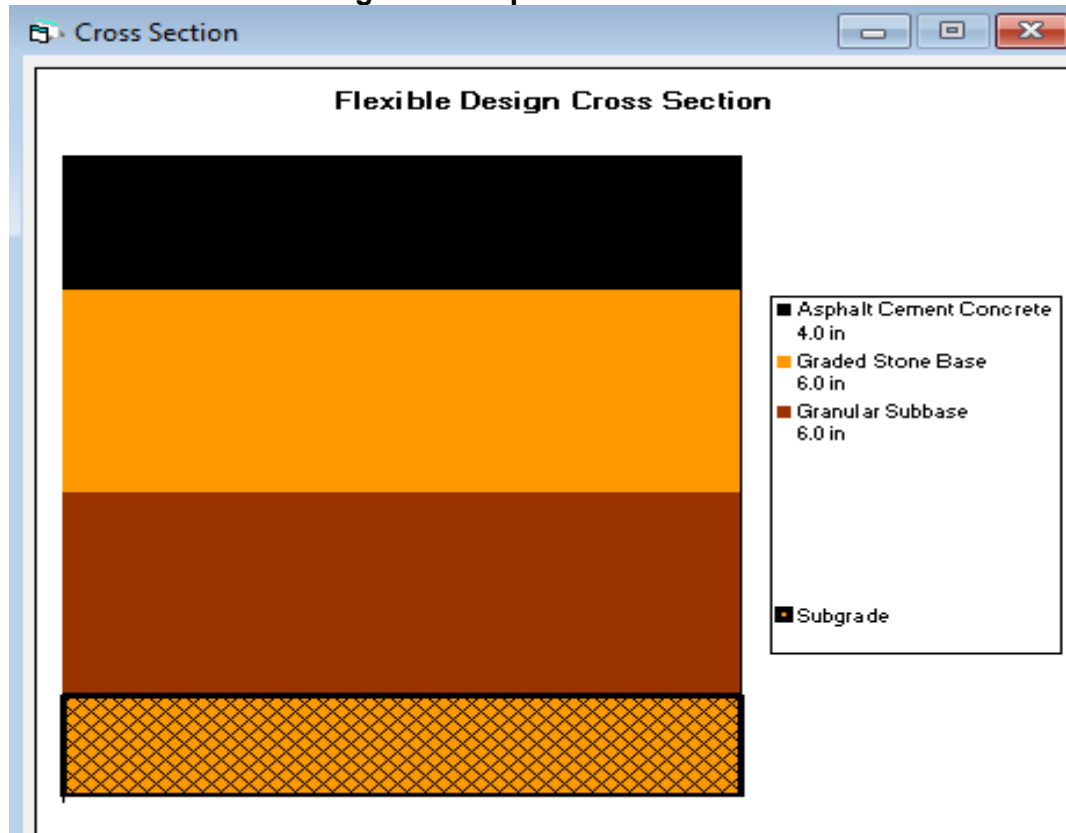 Cross Section
Flexible Design Cross Section
Asphalt Cement Concrete
4.0 in
Graded Stone Base
6.0 in
Granular Subbase
6.0 in
Subgrade